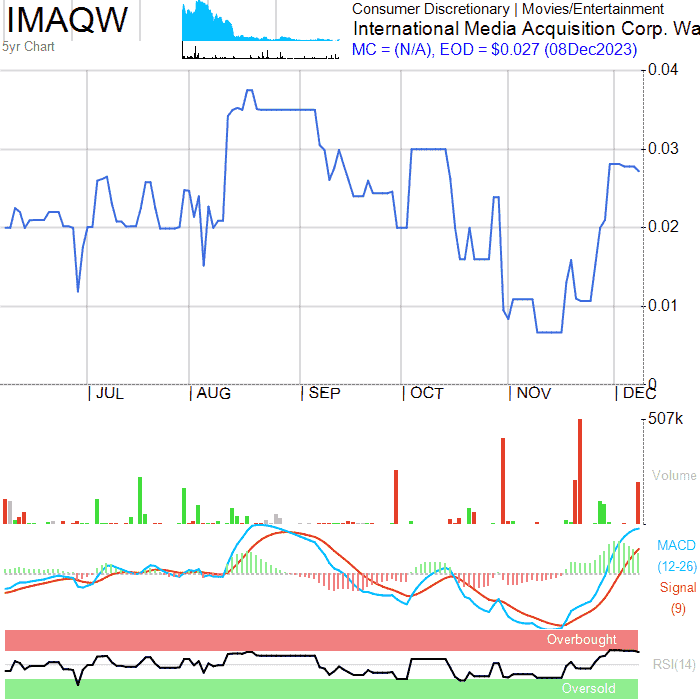 IMAQW
5yr Chart
Consumer Discretionary | Movies/Entertainment
International Media Acquisition Corp. Wa
MC = (N/A), EOD = $0.027 (08Dec2023)
0.04
0.03
0.02
0.01
0
JUL AUG SEP OCT NOV DEC
507k
Volume
MACD
(12-26)
Signal
(9)
Overbought
RSI(14)
Oversold